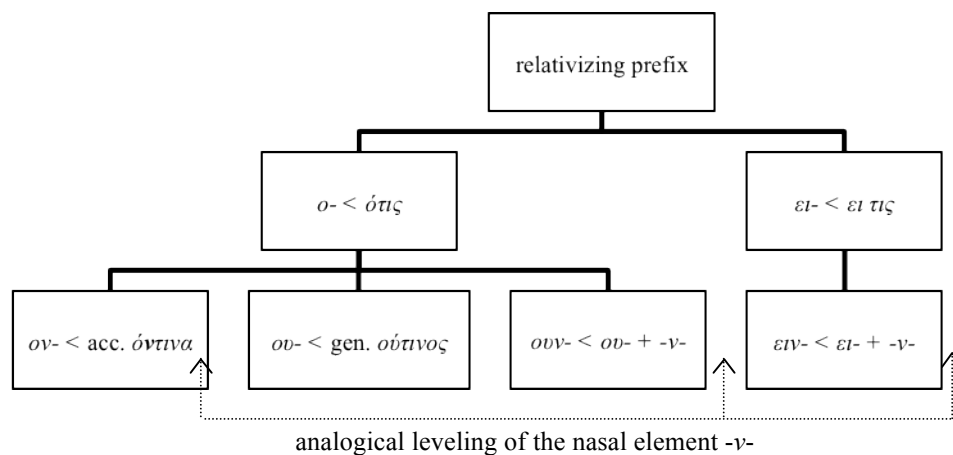 relativizing prefix
ο- < ότις
ει- < ει τις
ον- < acc. όντινα
ου- < gen. ούτινος
ουν- < ου- + -ν-
ειν- < ει- + -ν-
analogical leveling of the nasal element -ν-